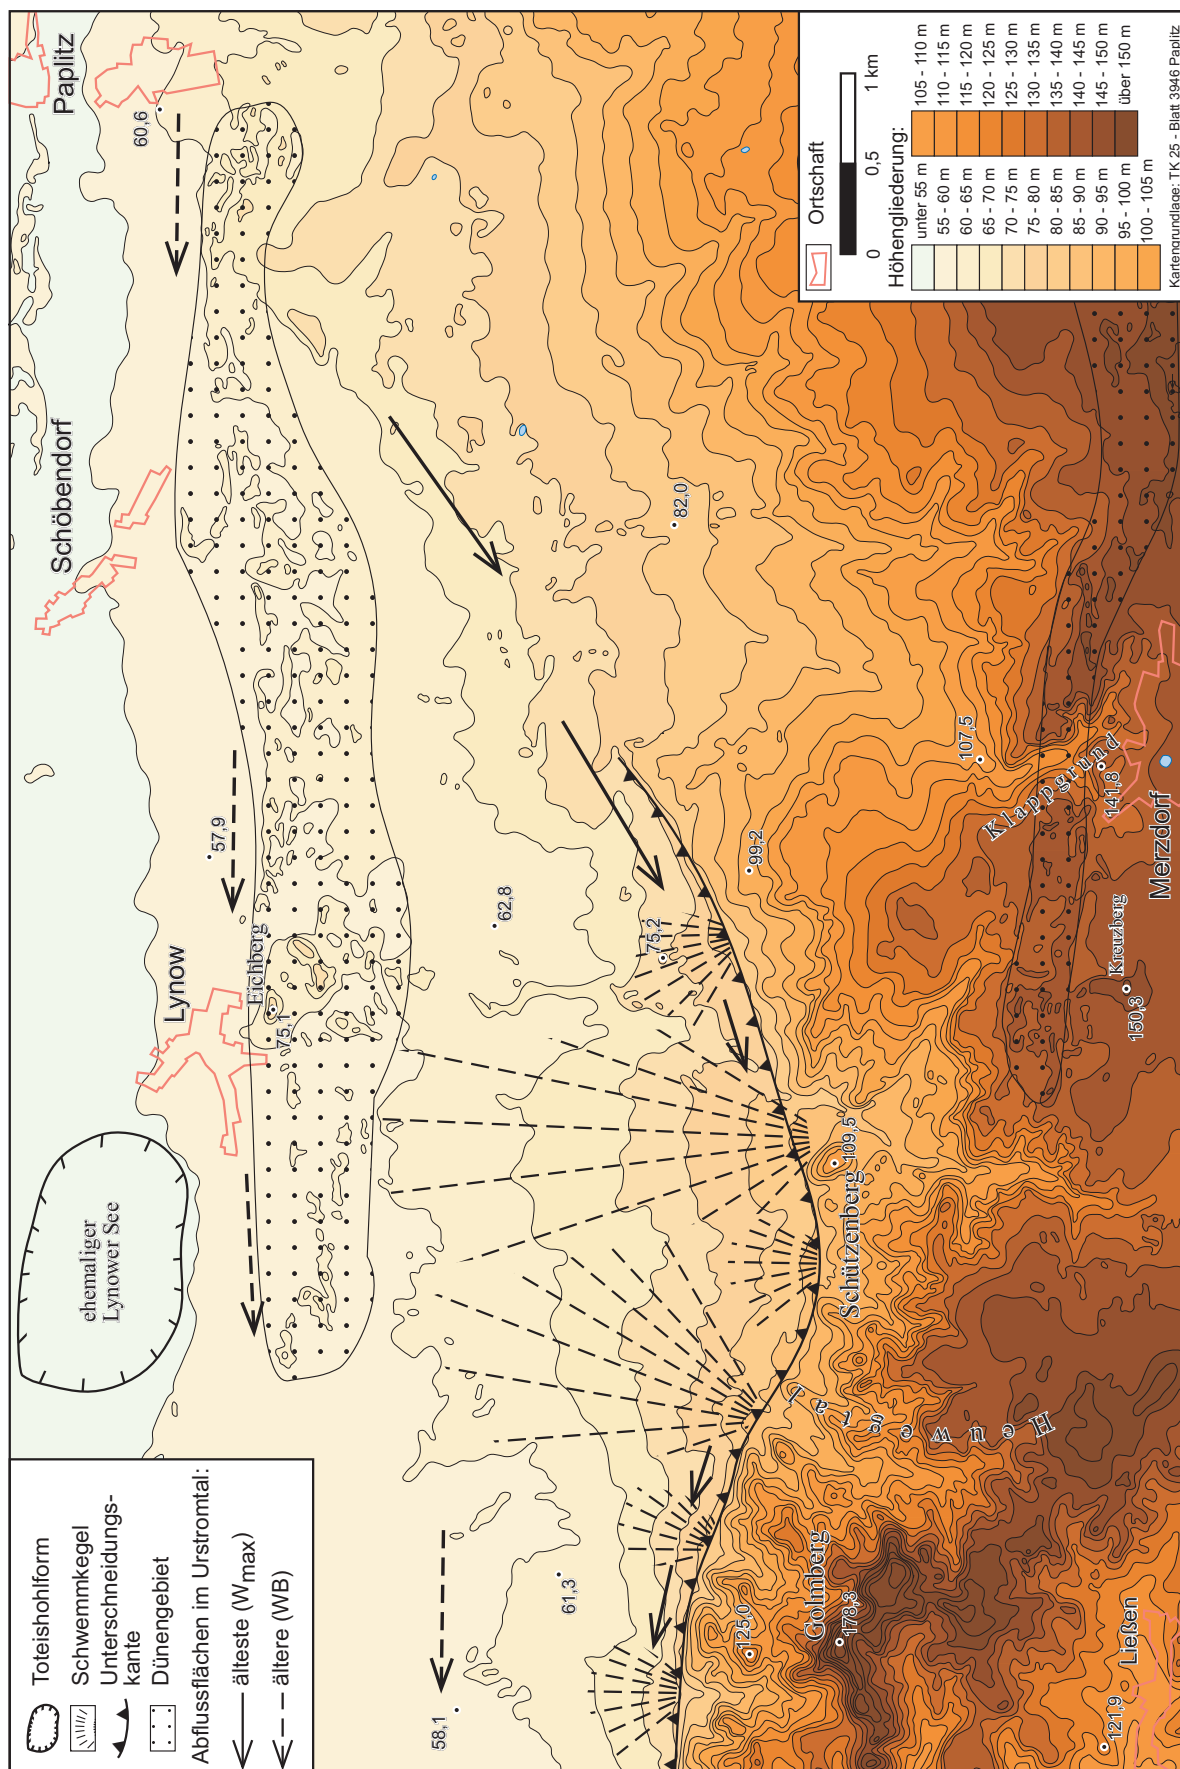 Toteishohlform
Schwemmkegel
Unterschneidungs-
kante
Dünengebiet
Abflussflächen im Urstromtal:
älteste (Wmax)
ältere (WB)
ehemaliger
Lynower See
Lynow
Schöbendorf
Paplitz
60,6
57,9
Eichberg
75,1
62,8
58,1
61,3
75,2
82,0
99,2
107,5
Klappgrund
141,8
Merzdorf
Kreuzberg
150,3
Schützenberg
109,5
Heuwegtal
Golmberg
178,3
125,0
Ließen
121,9
Ortschaft
0 0,5 1 km
Höhengliederung:
unter 55 m
55 - 60 m
60 - 65 m
65 - 70 m
70 - 75 m
75 - 80 m
80 - 85 m
85 - 90 m
90 - 95 m
95 - 100 m
100 - 105 m
105 - 110 m
110 - 115 m
115 - 120 m
120 - 125 m
125 - 130 m
130 - 135 m
135 - 140 m
140 - 145 m
145 - 150 m
über 150 m
Kartengrundlage: TK 25 - Blatt 3946 Paplitz